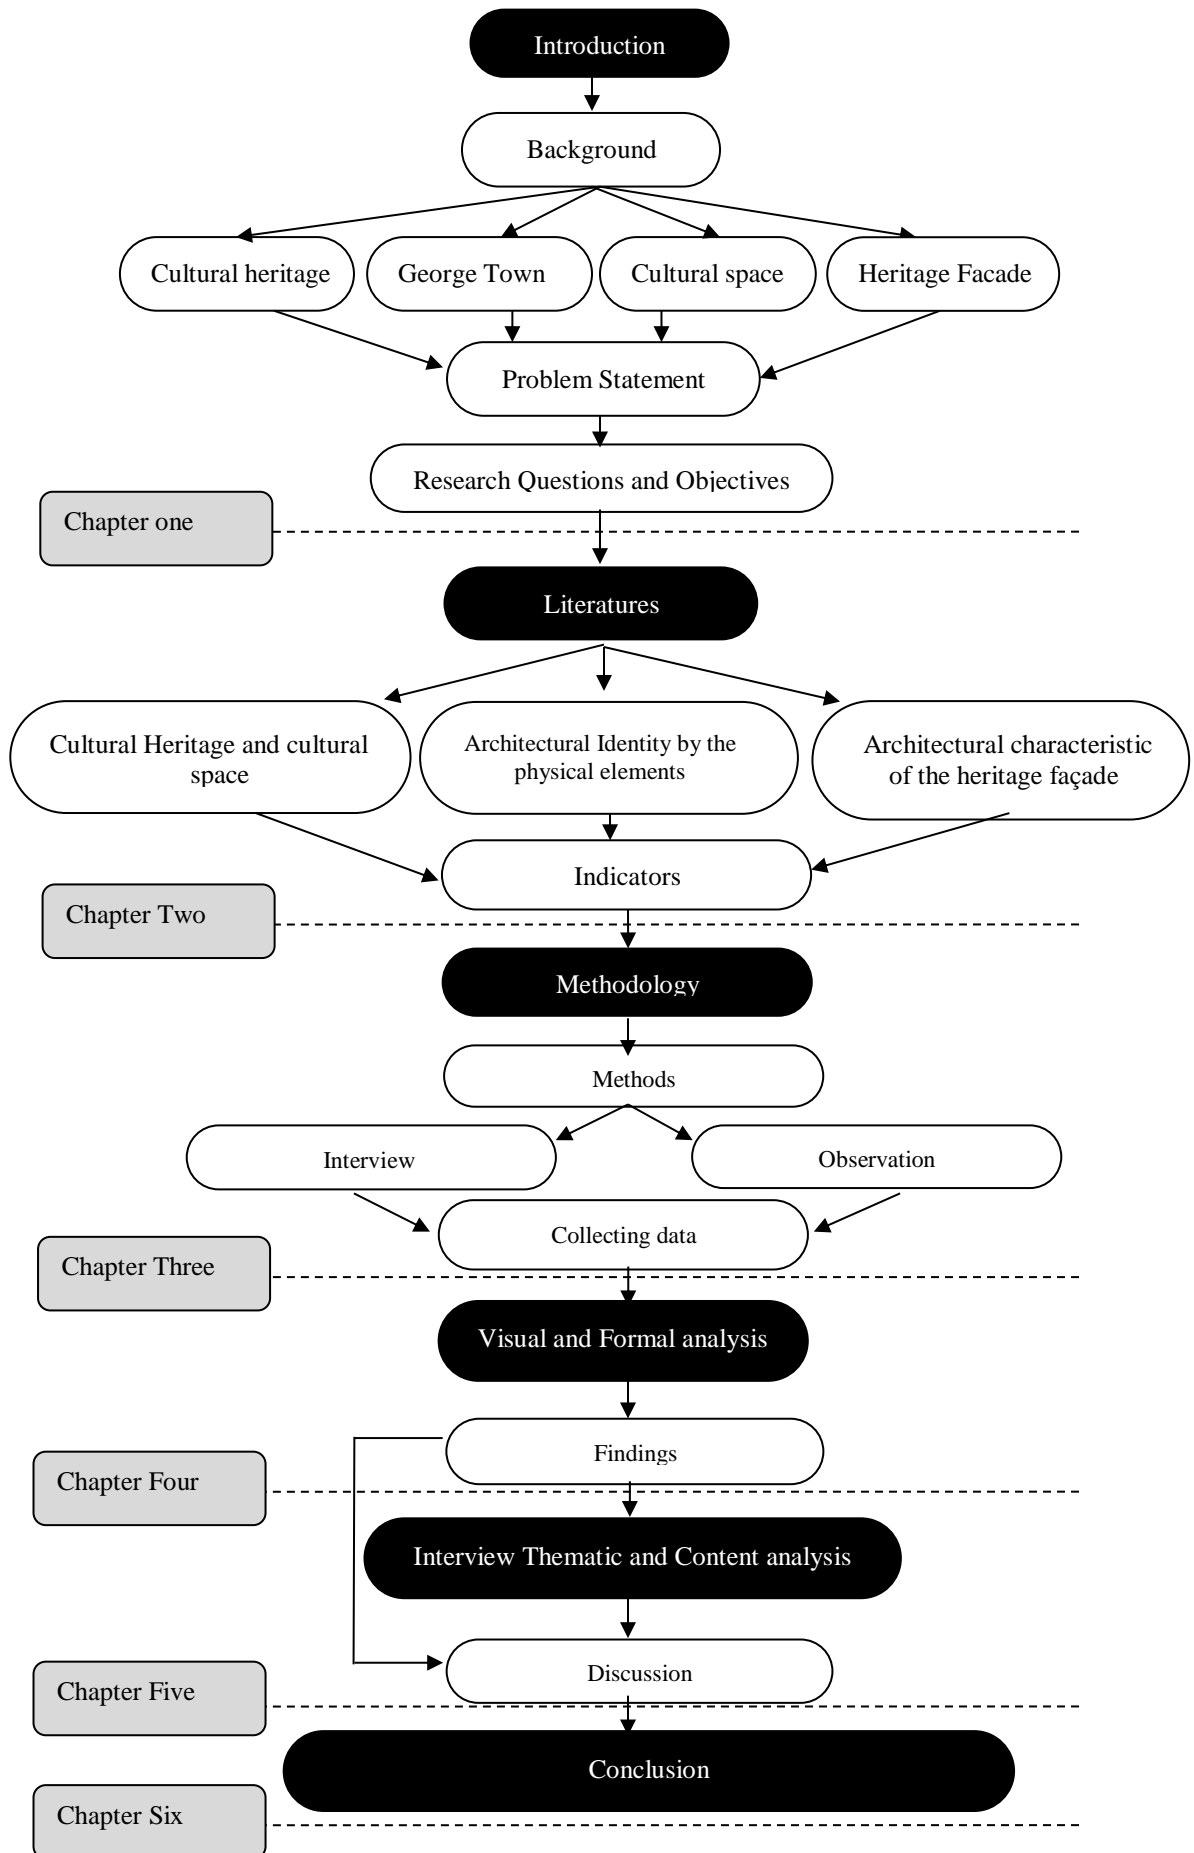 Introduction
Background
Cultural heritage
George Town
Cultural space
Heritage Facade
Problem Statement
Research Questions and Objectives
Chapter one
Literatures
Cultural Heritage and cultural
space
Architectural Identity by the
physical elements
Architectural characteristic
of the heritage façade
Indicators
Chapter Two
Methodology
Methods
Interview
Observation
Collecting data
Chapter Three
Visual and Formal analysis
Findings
Chapter Four
Interview Thematic and Content analysis
Discussion
Chapter Five
Conclusion
Chapter Six